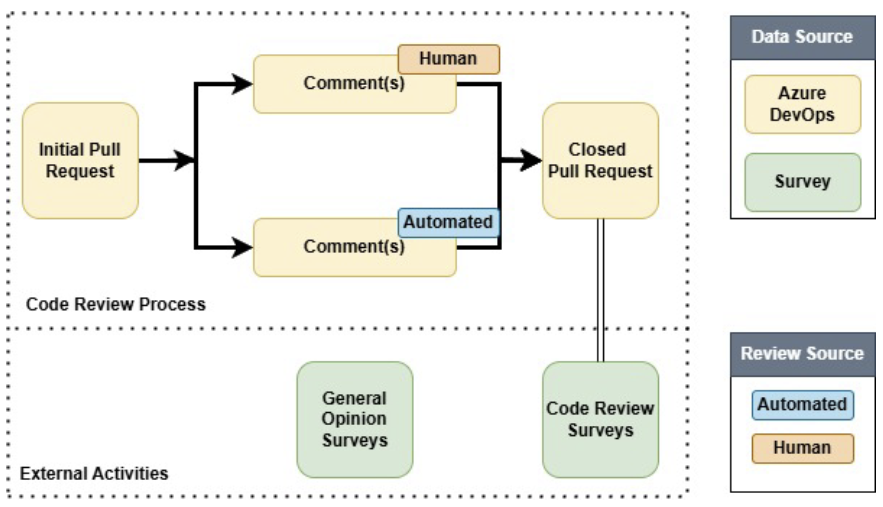 Human
Comment(s)
Initial Pull
Request
Closed
Pull Request
Automated
Comment(s)
Code Review Process
General
Opinion
Surveys
Code Review
Surveys
External Activities
Data Source
Azure
DevOps
Survey
Review Source
Automated
Human